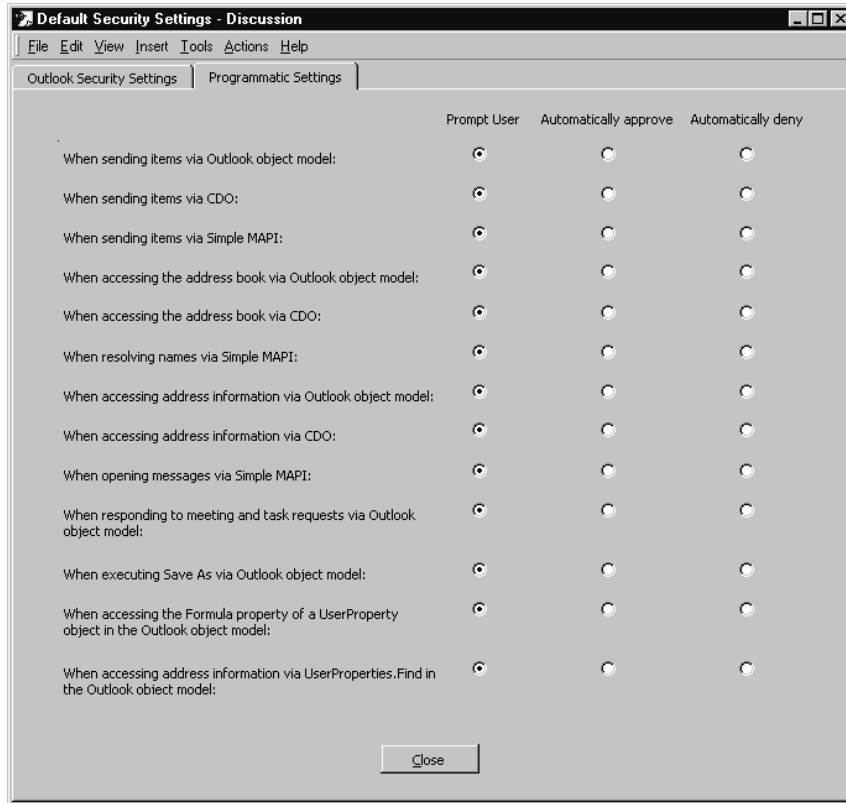 Default Security Settings - Discussion
File Edit View Insert Tools Actions Help
Outlook Security Settings Programmatic Settings
Prompt User Automatically approve Automatically deny
When sending items via Outlook object model:
When sending items via CDO:
When sending items via Simple MAPI:
When accessing the address book via Outlook object model:
When accessing the address book via CDO:
When resolving names via Simple MAPI:
When accessing address information via Outlook object model:
When accessing address information via CDO:
When opening messages via Simple MAPI:
When responding to meeting and task requests via Outlook
object model:
When executing Save As via Outlook object model:
When accessing the Formula property of a UserProperty
object in the Outlook object model:
When accessing address information via UserProperties.Find in
the Outlook object model:
Close